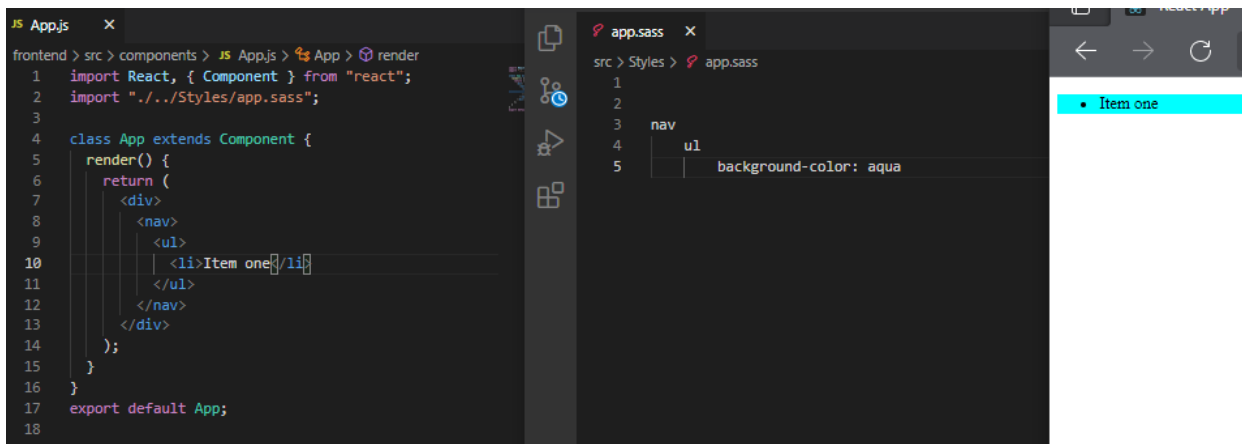 JS App.js ×
frontend > src > components > JS App.js > App > render
1 import React, { Component } from "react";
2 import "./../Styles/app.sass";
3
4 class App extends Component {
5 render() {
6 return (
7 <div>
8 <nav>
9 <ul>
10 <li>Item one</li>
11 </ul>
12 </nav>
13 </div>
14 );
15 }
16 }
17 export default App;
18
app.sass ×
src > Styles > app.sass
1
2
3 nav
4 ul
5 background-color: aqua
React App
• Item one